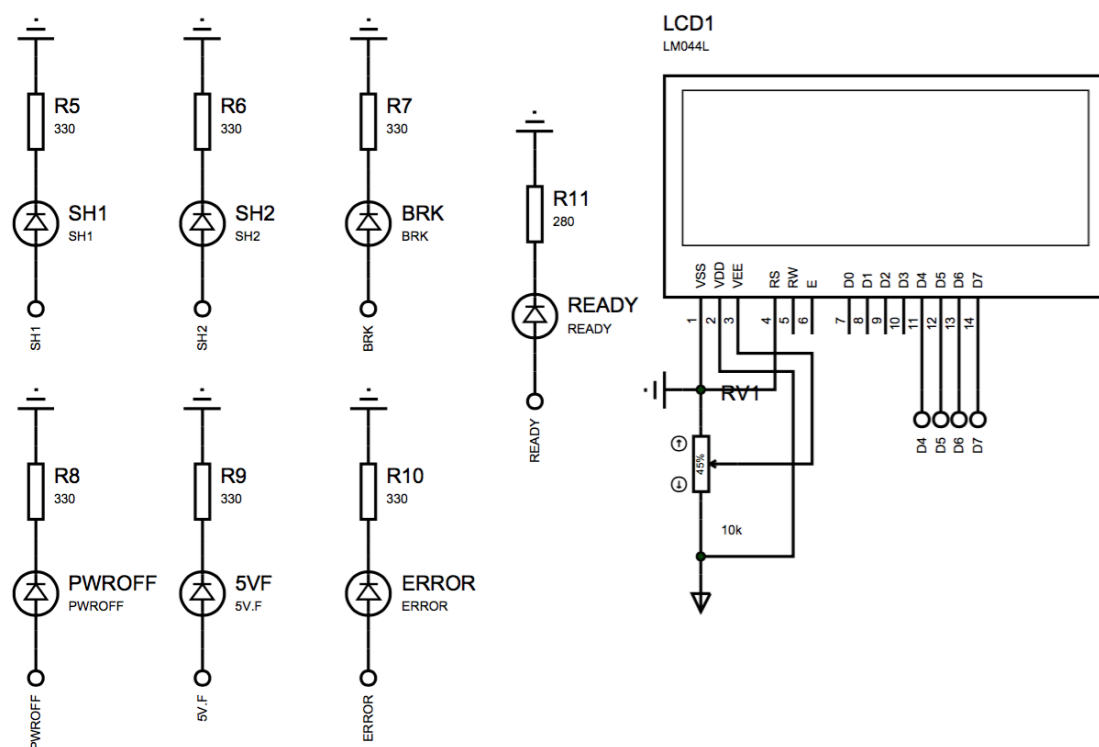 R5
330
SH1
SH1
SH1
R6
330
SH2
SH2
SH2
R7
330
BRK
BRK
BRK
R11
280
READY
READY
READY
LCD1
LM044L
VSS
VDD
VEE
RS
RW
E
D0
D1
D2
D3
D4
D5
D6
D7
1
2
3
4
5
6
7
8
9
10
11
12
13
14
RV1
45%
10k
D4
D5
D6
D7
R8
330
PWROFF
PWROFF
PWROFF
R9
330
5VF
5V.F
5V.F
R10
330
ERROR
ERROR
ERROR